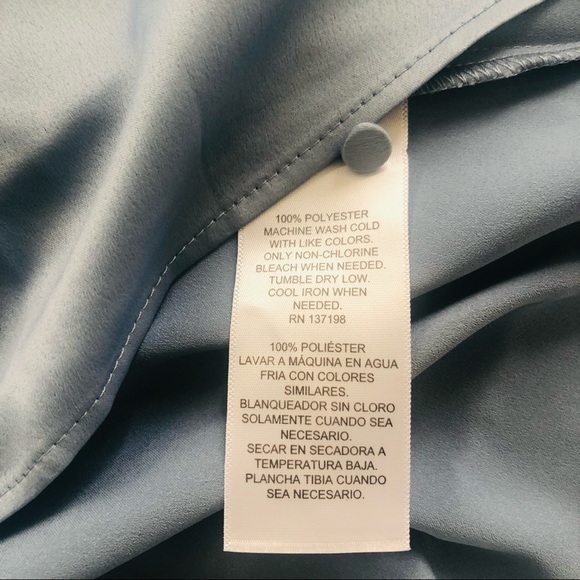 100% POLYESTER
MACHINE WASH COLD
WITH LIKE COLORS.
ONLY NON-CHLORINE
BLEACH WHEN NEEDED.
TUMBLE DRY LOW.
COOL IRON WHEN
NEEDED.
RN 137198
100% POLIÉSTER
LAVAR A MÁQUINA EN AGUA
FRIA CON COLORES
SIMILARES.
BLANQUEADOR SIN CLORO
SOLAMENTE CUANDO SEA
NECESARIO.
SECAR EN SECADORA A
TEMPERATURA BAJA.
PLANCHA TIBIA CUANDO
SEA NECESARIO.